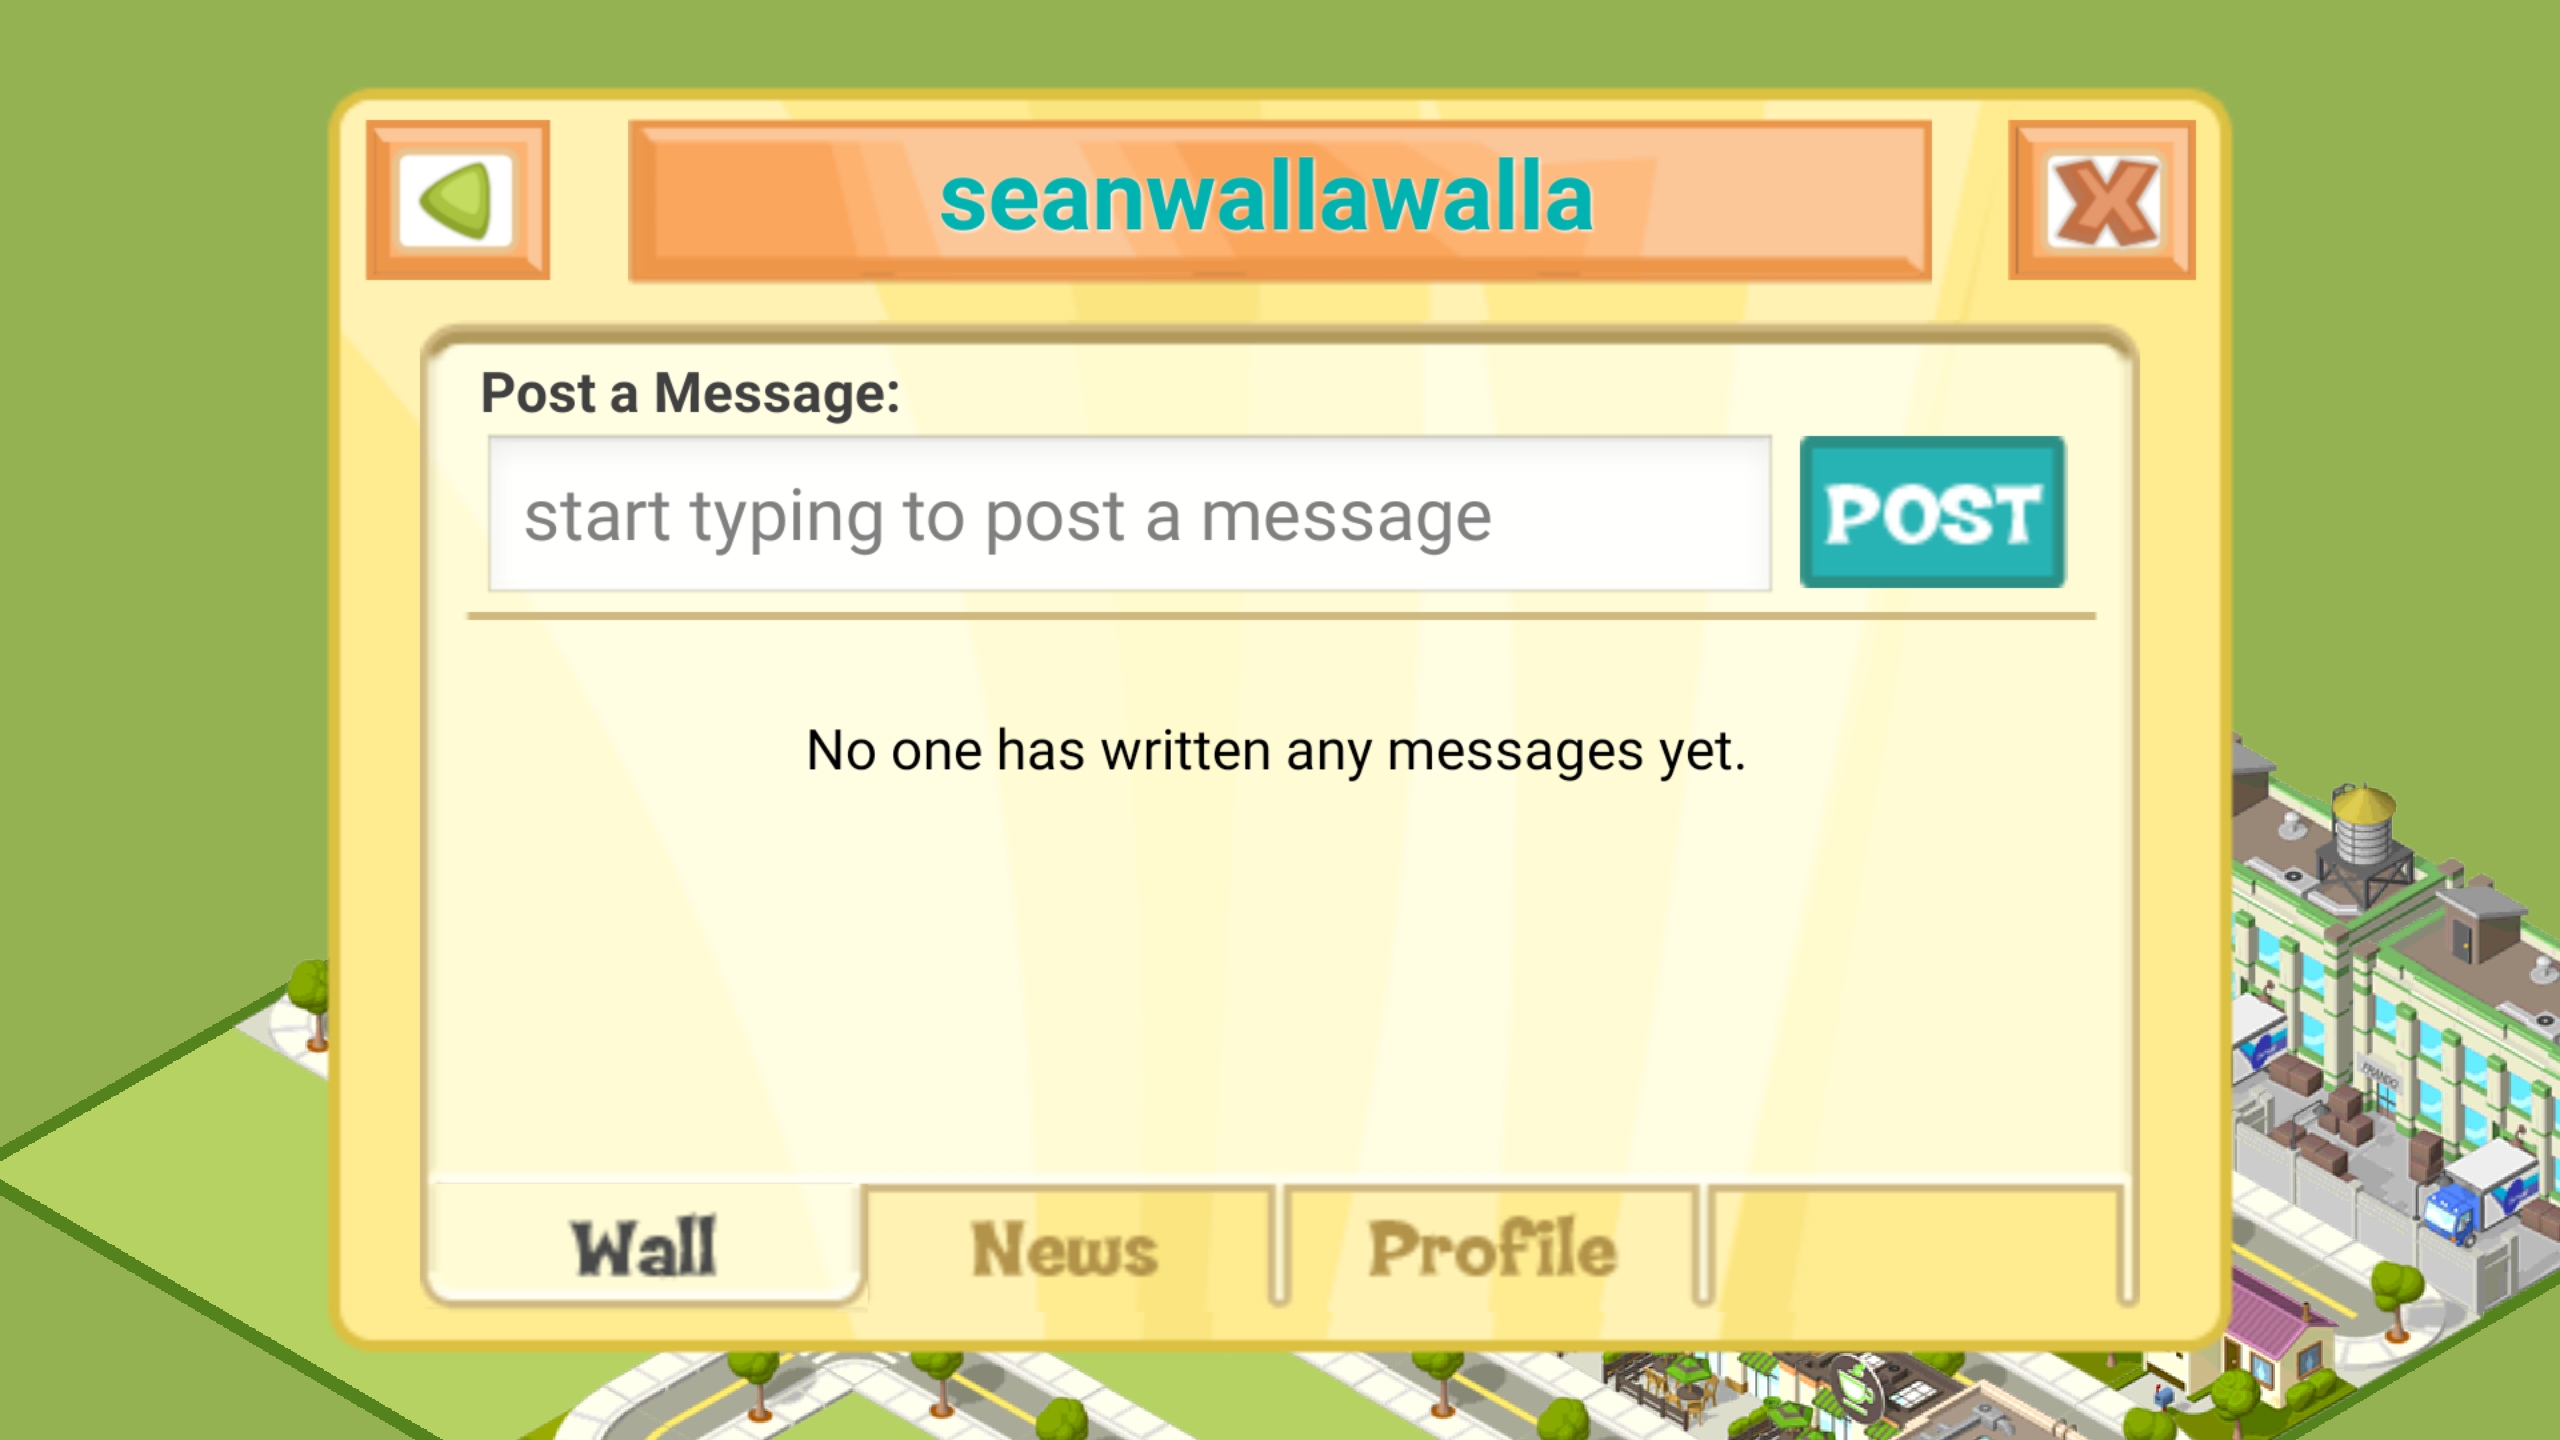 seanwallawalla
Post a Message:
start typing to post a message
POST
No one has written any messages yet.
Wall
News
Profile